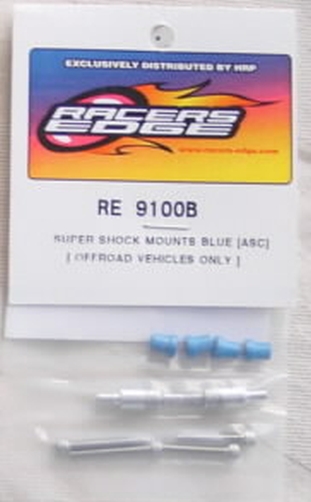 EXCLUSIVELY DISTRIBUTED BY HRP
RACERS
EDGE
www.racers-edge.com
RE 9100B
SUPER SHOCK MOUNTS BLUE [ASC]
[ OFFROAD VEHICLES ONLY ]